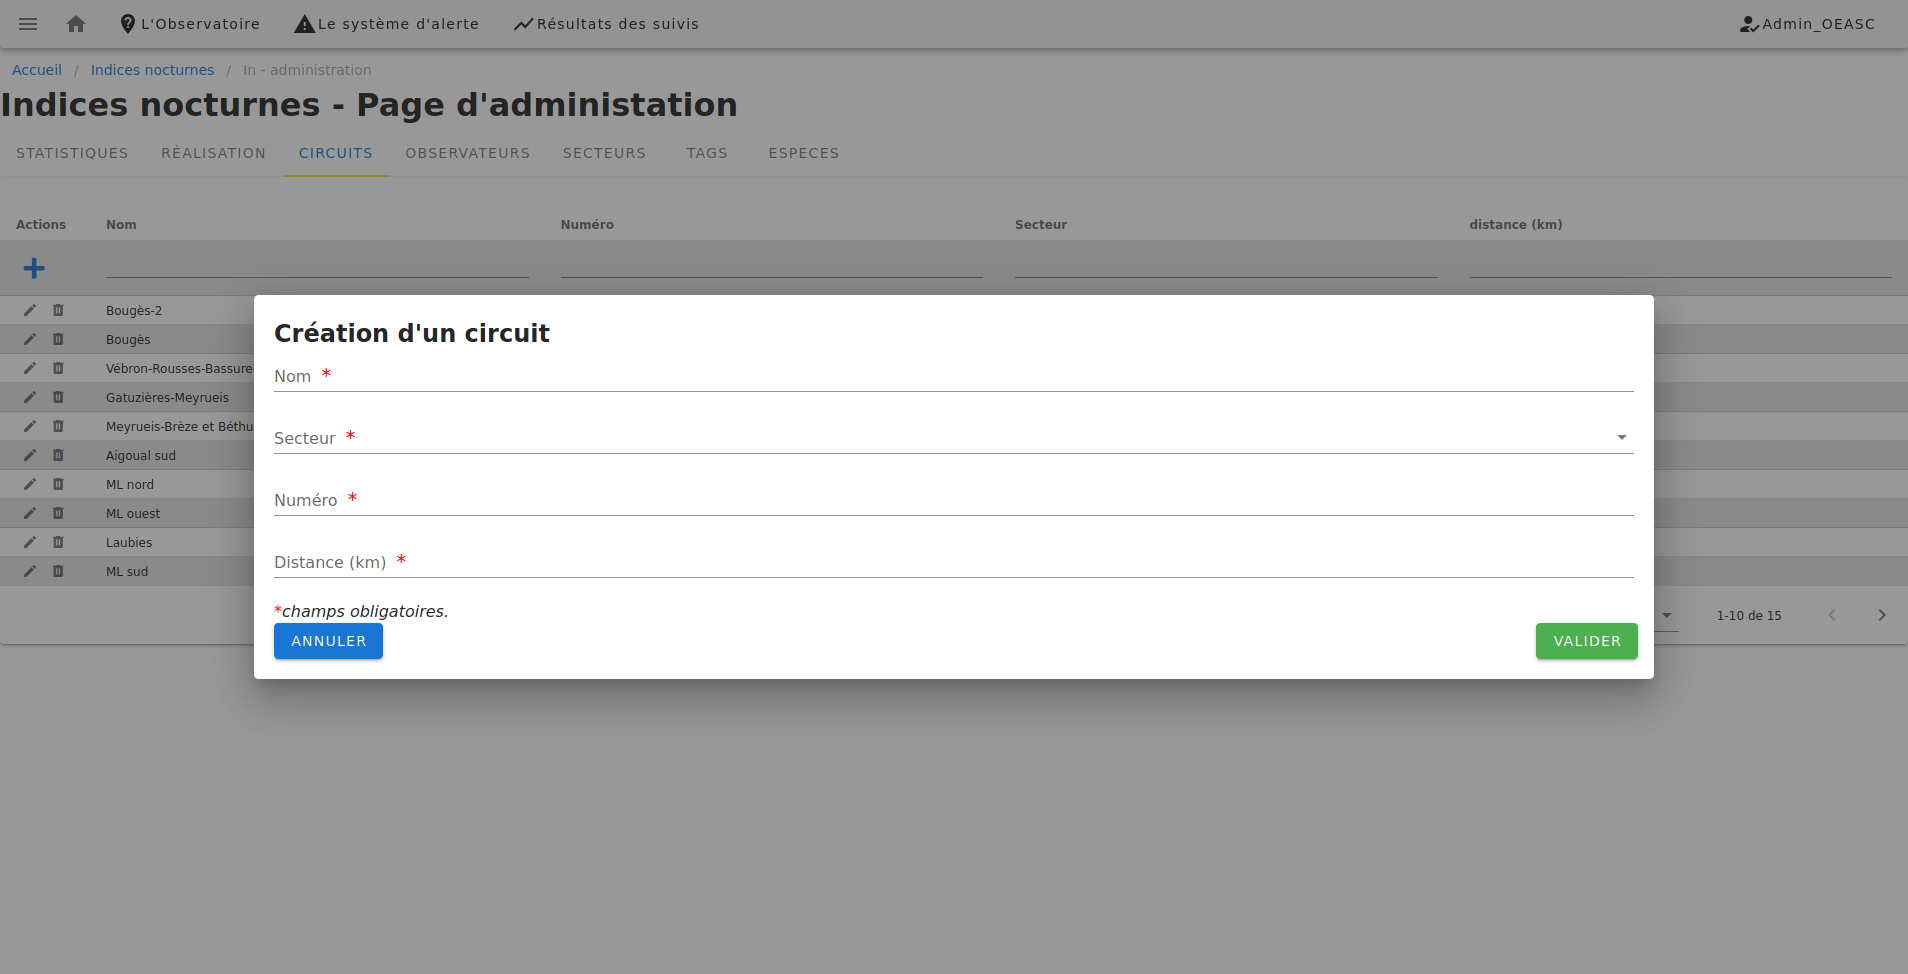 L'Observatoire Le système d'alerte Résultats des suivis Admin_OEASC
Accueil / Indices nocturnes / In - administration
Indices nocturnes - Page d'administation
STATISTIQUES RÉALISATION CIRCUITS OBSERVATEURS SECTEURS TAGS ESPECES
Actions Nom Numéro Secteur distance (km)
Bougès-2
Bougès
Vébron-Rousses-Bassure
Gatuzières-Meyrueis
Meyrueis-Brèze et Béthu
Aigoual sud
ML nord
ML ouest
Laubies
ML sud
1-10 de 15
Création d'un circuit
Nom *
Secteur *
Numéro *
Distance (km) *
*champs obligatoires.
ANNULER VALIDER